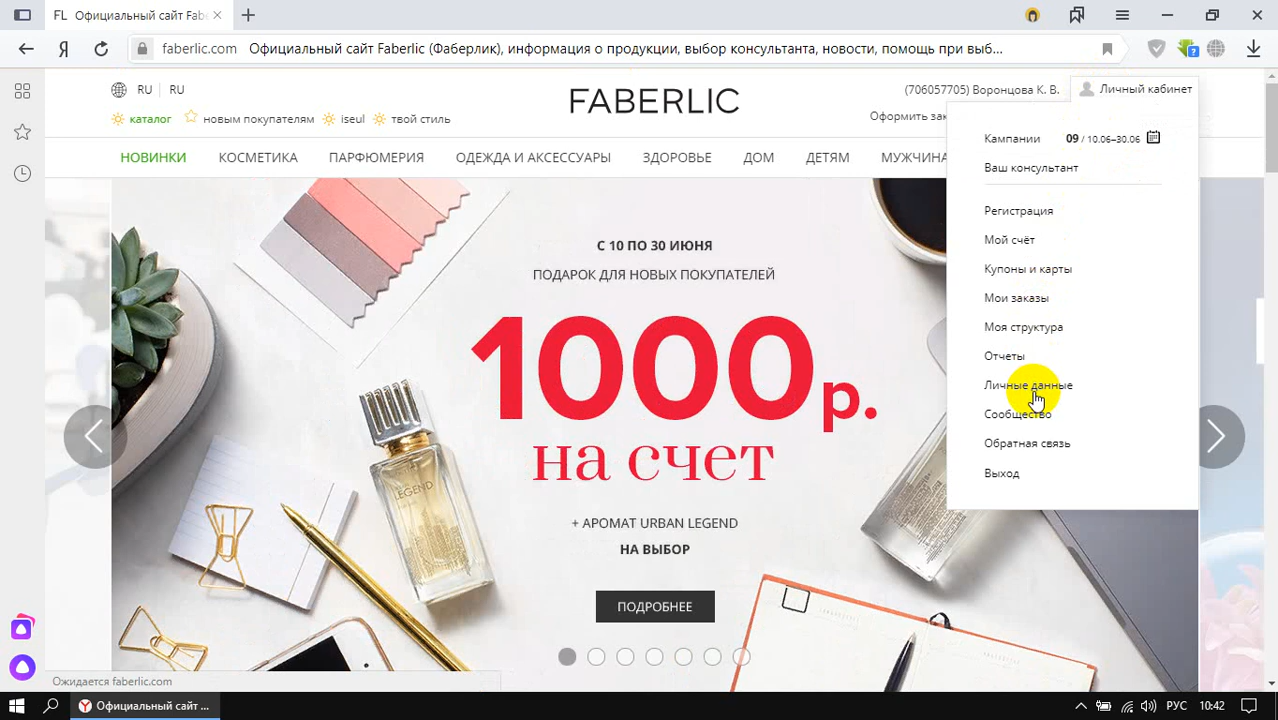 FL Официальный сайт Fabe
Я
faberlic.com Официальный сайт Faberlic (Фаберлик), информация о продукции, выбор консультанта, новости, помощь при выб...
RU RU
каталог новым покупателям iseul твой стиль
FABERLIC
(706057705) Воронцова К. В. Личный кабинет
Оформить зак
НОВИНКИ КОСМЕТИКА ПАРФЮМЕРИЯ ОДЕЖДА И АКСЕССУАРЫ ЗДОРОВЬЕ ДОМ ДЕТЯМ МУЖЧИНА
Кампании 09 / 10.06–30.06
Ваш консультант
Регистрация
Мой счёт
Купоны и карты
Мои заказы
Моя структура
Отчеты
Личные данные
Сообщество
Обратная связь
Выход
С 10 ПО 30 ИЮНЯ
ПОДАРОК ДЛЯ НОВЫХ ПОКУПАТЕЛЕЙ
1000р.
на счет
+ АРОМАТ URBAN LEGEND
НА ВЫБОР
ПОДРОБНЕЕ
LEGEND
Ожидается faberlic.com
Официальный сайт ...
РУС 10:42